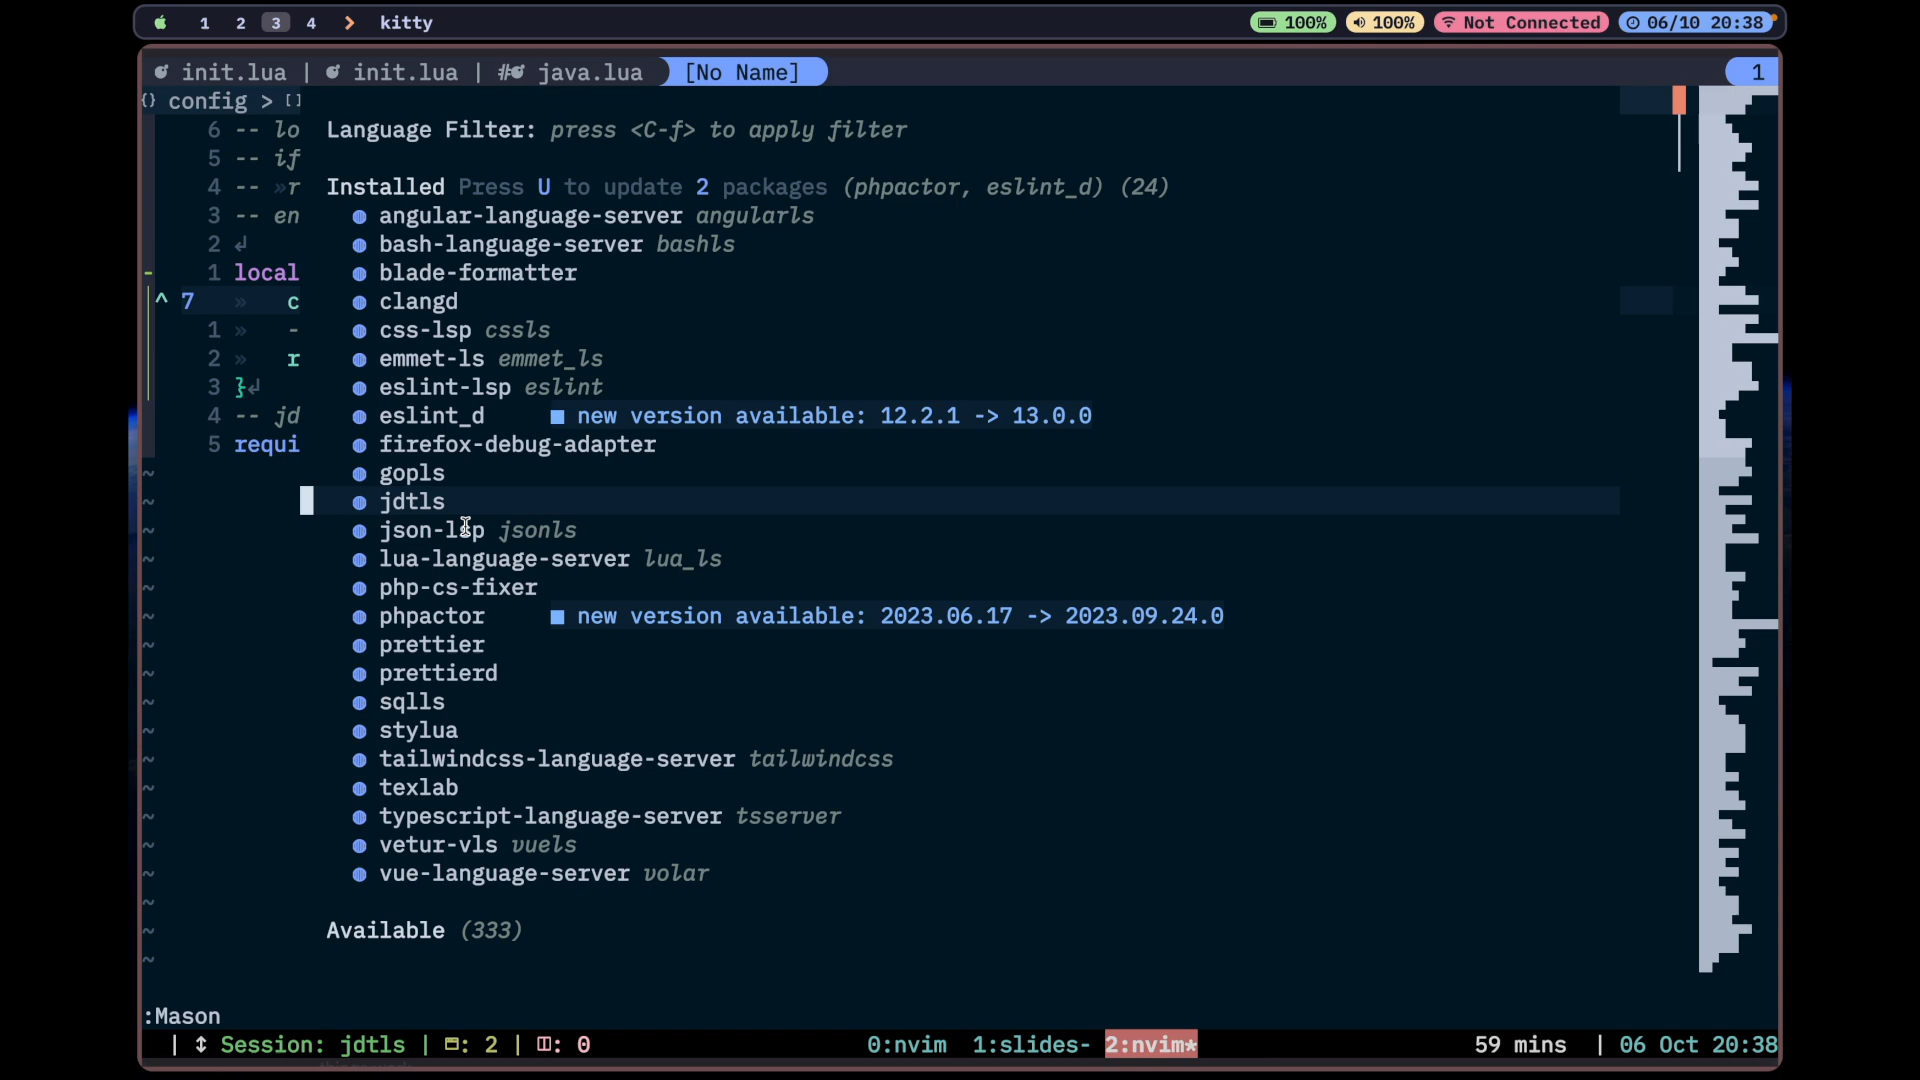 1 2 3 4 > kitty 100% 100% Not Connected 06/10 20:38
init.lua | init.lua | java.lua [No Name] 1
{} config > []
6 -- lo Language Filter: press <C-f> to apply filter
5 -- if
4 -- »r Installed Press U to update 2 packages (phpactor, eslint_d) (24)
3 -- en angular-language-server angularls
2 bash-language-server bashls
1 local blade-formatter
^ 7 » c clangd
1 » - css-lsp cssls
2 » r emmet-ls emmet_ls
3 } eslint-lsp eslint
4 -- jd eslint_d new version available: 12.2.1 -> 13.0.0
5 requi firefox-debug-adapter
~ gopls
~ jdtls
~ json-lsp jsonls
~ lua-language-server lua_ls
~ php-cs-fixer
~ phpactor new version available: 2023.06.17 -> 2023.09.24.0
~ prettier
~ prettierd
~ sqlls
~ stylua
~ tailwindcss-language-server tailwindcss
~ texlab
~ typescript-language-server tsserver
~ vetur-vls vuels
~ vue-language-server volar
~
~ Available (333)
~
:Mason
| Session: jdtls | : 2 | : 0 0:nvim 1:slides- 2:nvim* 59 mins | 06 Oct 20:38